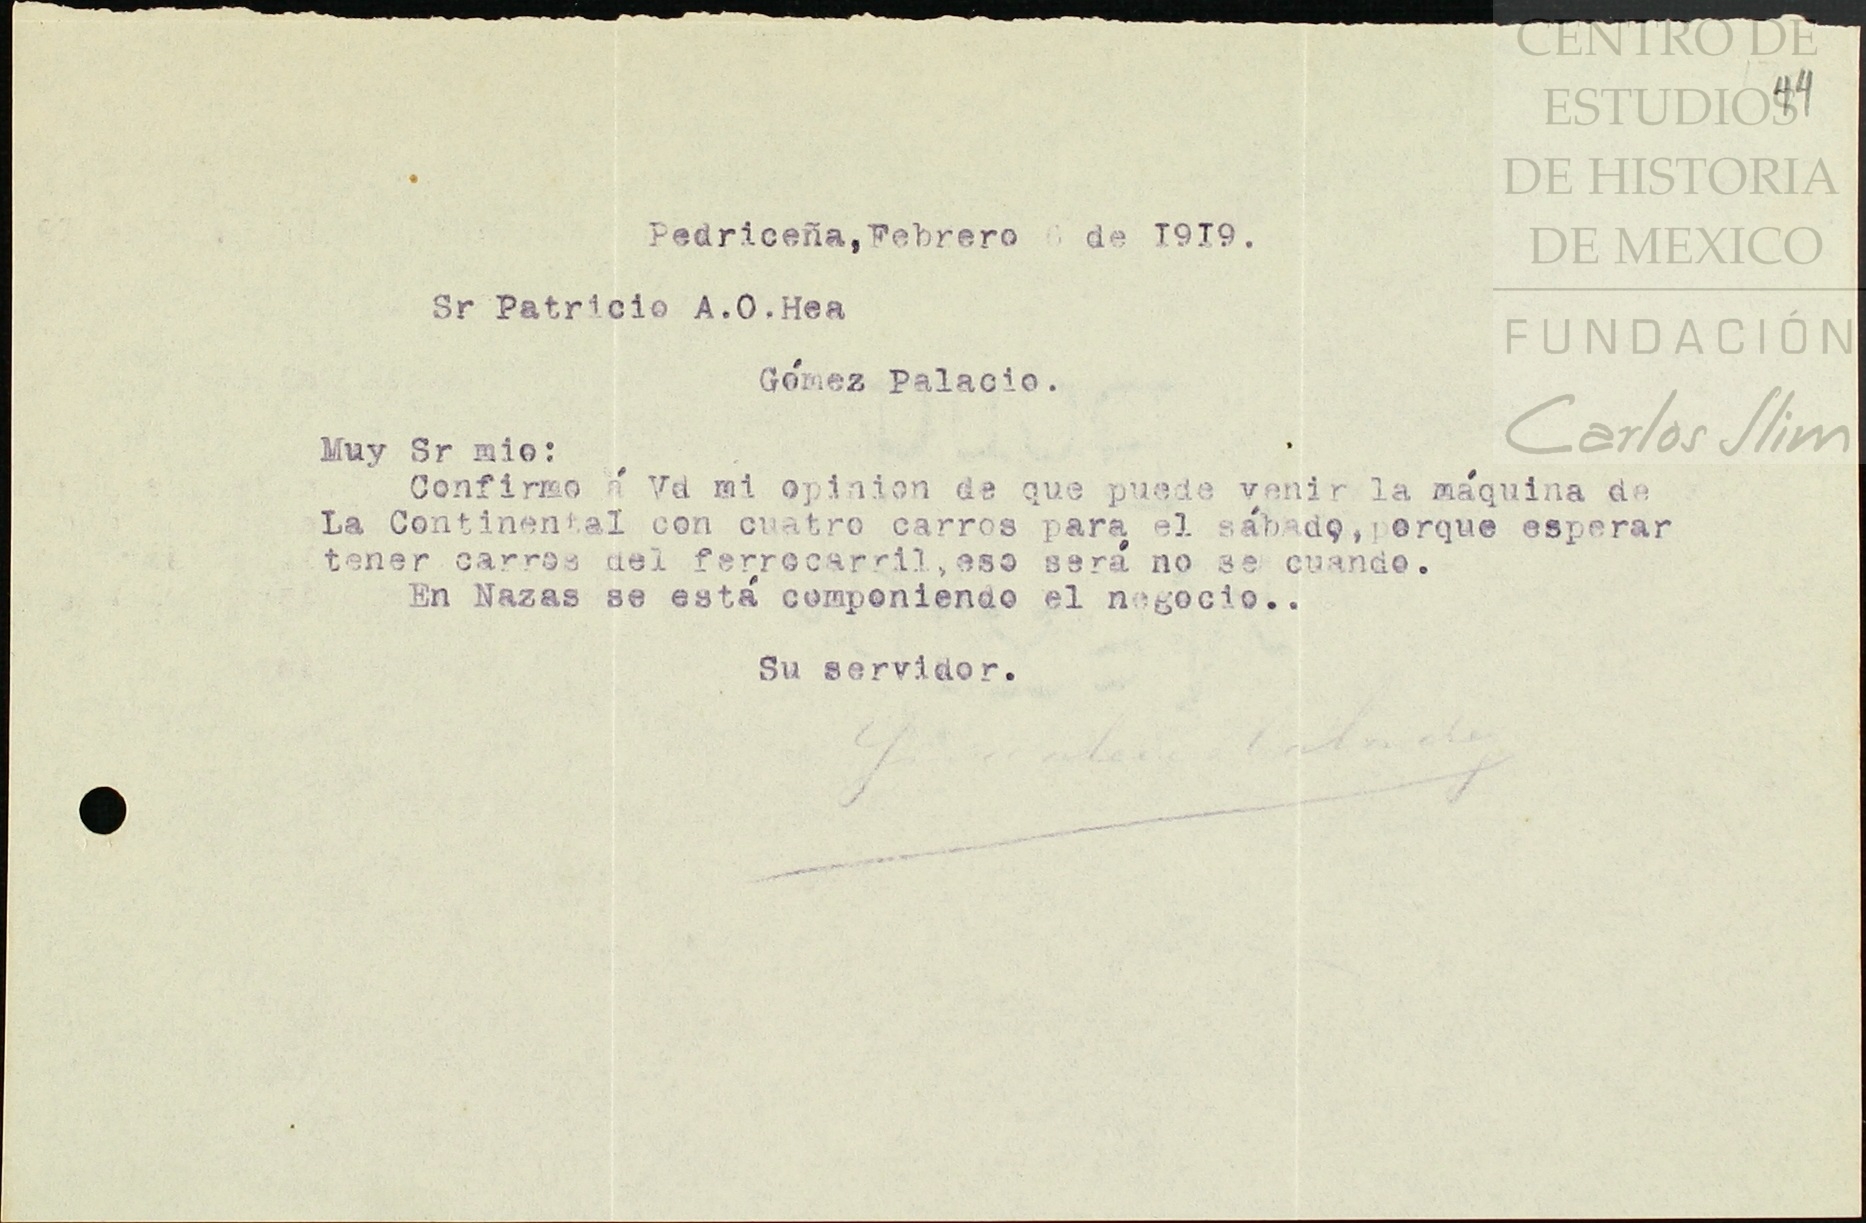 CENTRO DE
ESTUDIOS
DE HISTORIA
DE MEXICO
FUNDACIÓN
Carlos Slim
44
Pedriceña,Febrero 6 de I9I9.
Sr Patricio A.O.Hea
Gómez Palacio.
Muy Sr mio:
Confirmo á Vd mi opinion de que puede venir la máquina de
La Continental con cuatro carros para el sábado,porque esperar
tener carros del ferrocarril,eso será no se cuando.
En Nazas se está componiendo el negocio..
Su servidor.